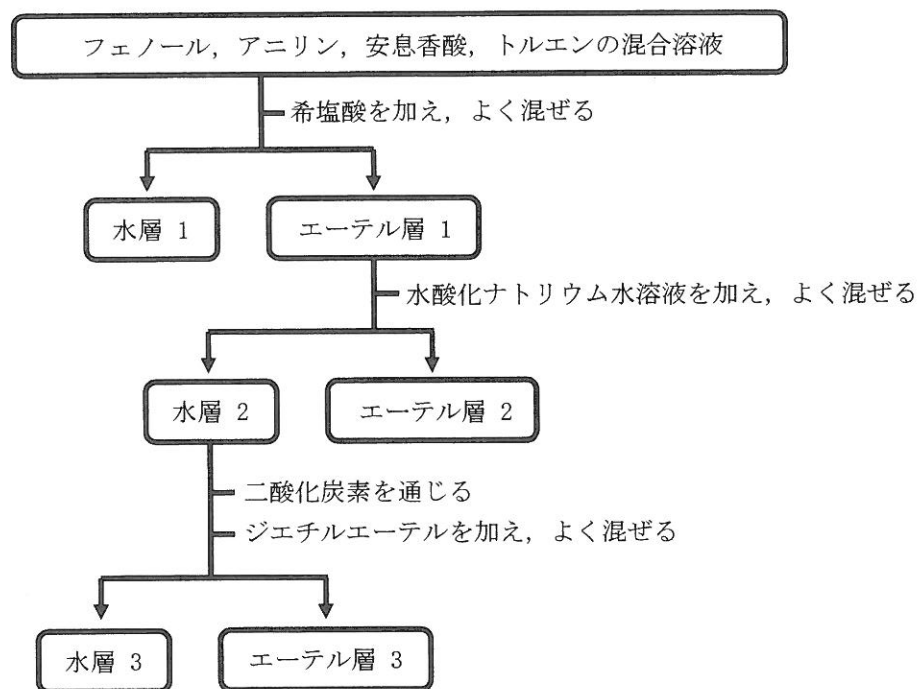 フェノール，アニリン，安息香酸，トルエンの混合溶液
希塩酸を加え，よく混ぜる
水層 1
エーテル層 1
水酸化ナトリウム水溶液を加え，よく混ぜる
水層 2
エーテル層 2
二酸化炭素を通じる
ジエチルエーテルを加え，よく混ぜる
水層 3
エーテル層 3